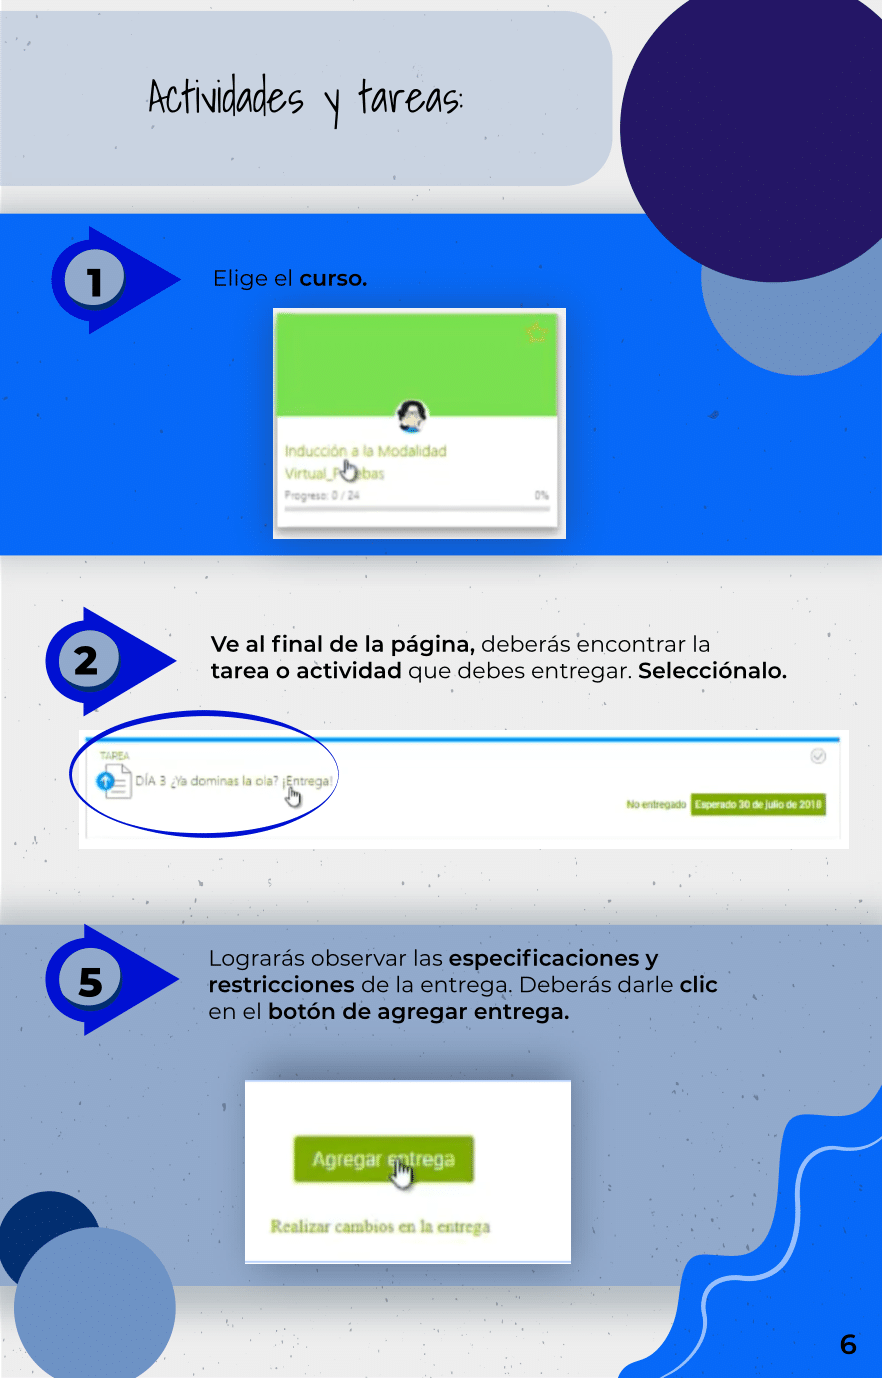 Actividades y tareas:
1
Elige el curso.
Inducción a la Modalidad
Virtual_Pruebas
Progreso: 0 / 24
0%
2
Ve al final de la página, deberás encontrar la
tarea o actividad que debes entregar. Selecciónalo.
TAREA
DÍA 3 ¿Ya dominas la ola? ¡Entrega!
No entregado Esperado 30 de julio de 2018
5
Lograrás observar las especificaciones y
restricciones de la entrega. Deberás darle clic
en el botón de agregar entrega.
Agregar entrega
Realizar cambios en la entrega
6